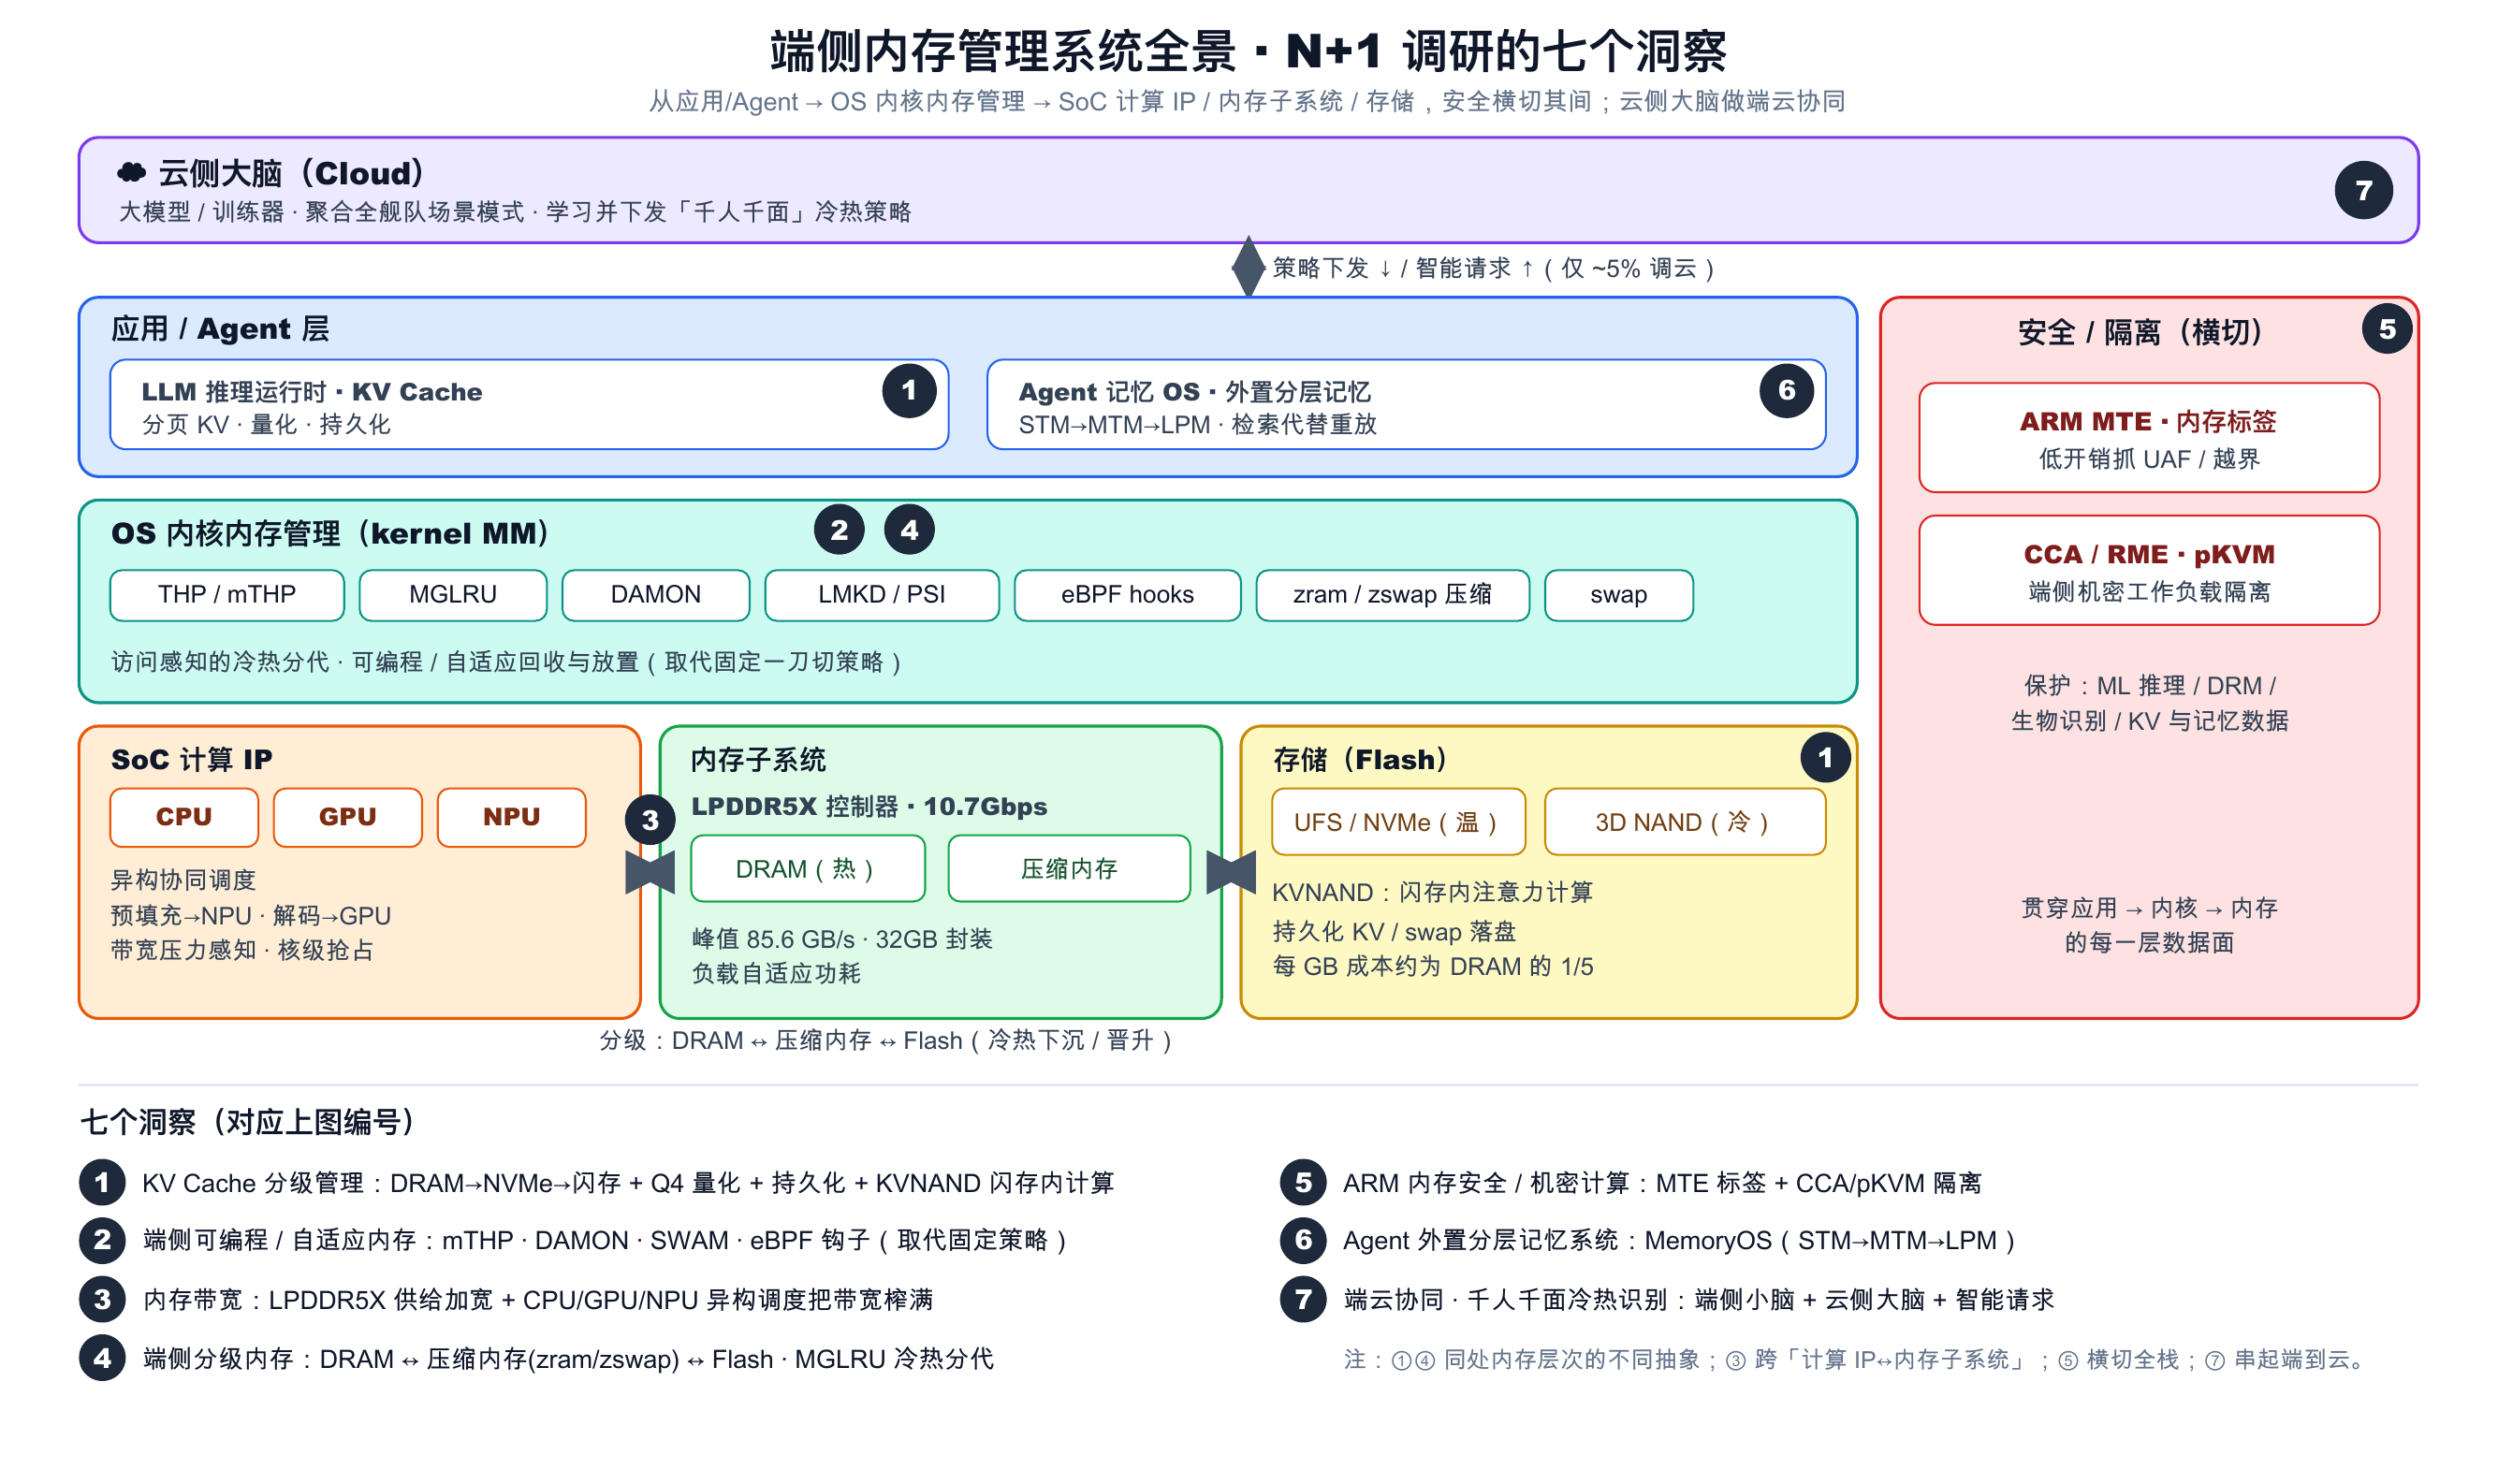 端侧内存管理系统全景 · N+1 调研的七个洞察
从应用/Agent → OS 内核内存管理 → SoC 计算 IP / 内存子系统 / 存储，安全横切其间；云侧大脑做端云协同
☁ 云侧大脑（Cloud）
大模型 / 训练器 · 聚合全舰队场景模式 · 学习并下发「千人千面」冷热策略
7
策略下发 ↓ / 智能请求 ↑（仅 ~5% 调云）
应用 / Agent 层
LLM 推理运行时 · KV Cache
分页 KV · 量化 · 持久化
1
Agent 记忆 OS · 外置分层记忆
STM→MTM→LPM · 检索代替重放
6
OS 内核内存管理（kernel MM）
2
4
THP / mTHP
MGLRU
DAMON
LMKD / PSI
eBPF hooks
zram / zswap 压缩
swap
访问感知的冷热分代 · 可编程 / 自适应回收与放置（取代固定一刀切策略）
SoC 计算 IP
CPU
GPU
NPU
异构协同调度
预填充→NPU · 解码→GPU
带宽压力感知 · 核级抢占
3
内存子系统
LPDDR5X 控制器 · 10.7Gbps
DRAM（热）
压缩内存
峰值 85.6 GB/s · 32GB 封装
负载自适应功耗
存储（Flash）
1
UFS / NVMe（温）
3D NAND（冷）
KVNAND：闪存内注意力计算
持久化 KV / swap 落盘
每 GB 成本约为 DRAM 的 1/5
分级：DRAM ↔ 压缩内存 ↔ Flash（冷热下沉 / 晋升）
安全 / 隔离（横切）
5
ARM MTE · 内存标签
低开销抓 UAF / 越界
CCA / RME · pKVM
端侧机密工作负载隔离
保护：ML 推理 / DRM /
生物识别 / KV 与记忆数据
贯穿应用 → 内核 → 内存
的每一层数据面
七个洞察（对应上图编号）
1 KV Cache 分级管理：DRAM→NVMe→闪存 + Q4 量化 + 持久化 + KVNAND 闪存内计算
2 端侧可编程 / 自适应内存：mTHP · DAMON · SWAM · eBPF 钩子（取代固定策略）
3 内存带宽：LPDDR5X 供给加宽 + CPU/GPU/NPU 异构调度把带宽榨满
4 端侧分级内存：DRAM ↔ 压缩内存(zram/zswap) ↔ Flash · MGLRU 冷热分代
5 ARM 内存安全 / 机密计算：MTE 标签 + CCA/pKVM 隔离
6 Agent 外置分层记忆系统：MemoryOS（STM→MTM→LPM）
7 端云协同 · 千人千面冷热识别：端侧小脑 + 云侧大脑 + 智能请求
注：①④ 同处内存层次的不同抽象；③ 跨「计算 IP↔内存子系统」；⑤ 横切全栈；⑦ 串起端到云。